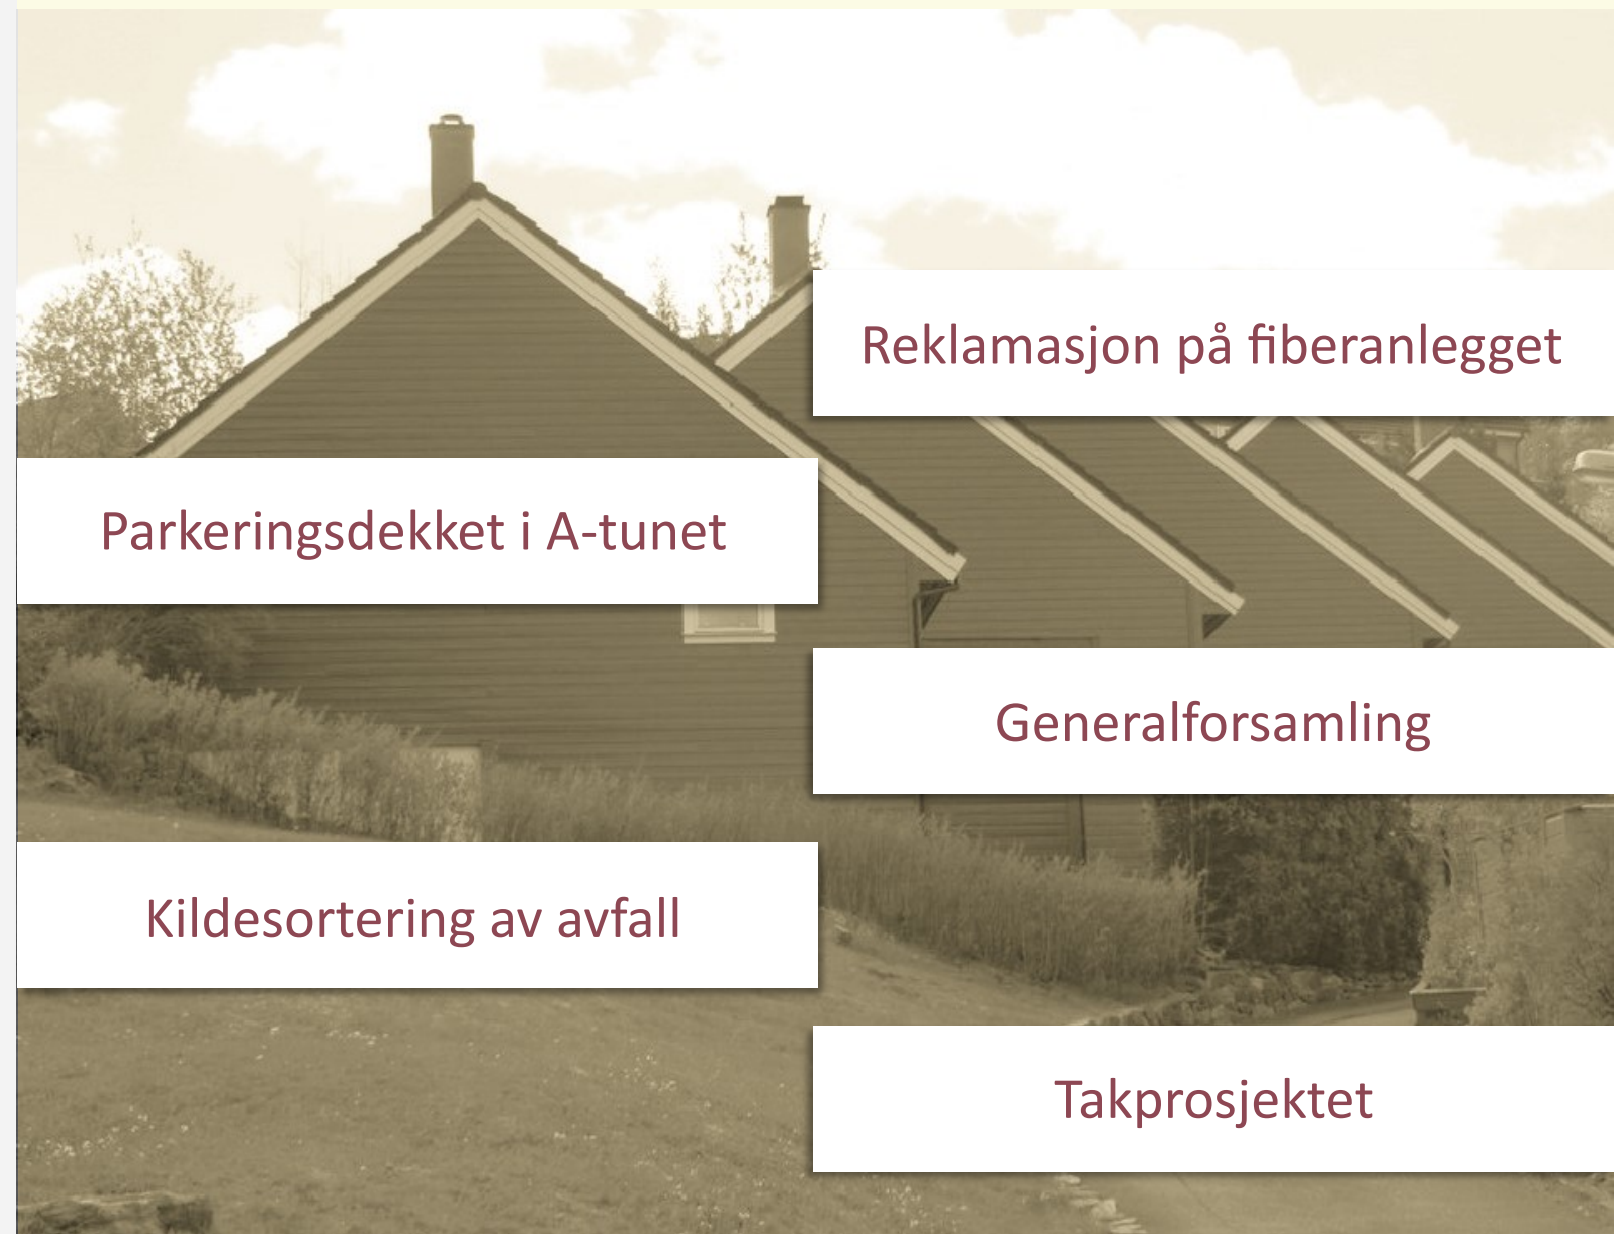 Reklamasjon på fiberanlegget
Parkeringsdekket i A-tunet
Generalforsamling
Kildesortering av avfall
Takprosjektet